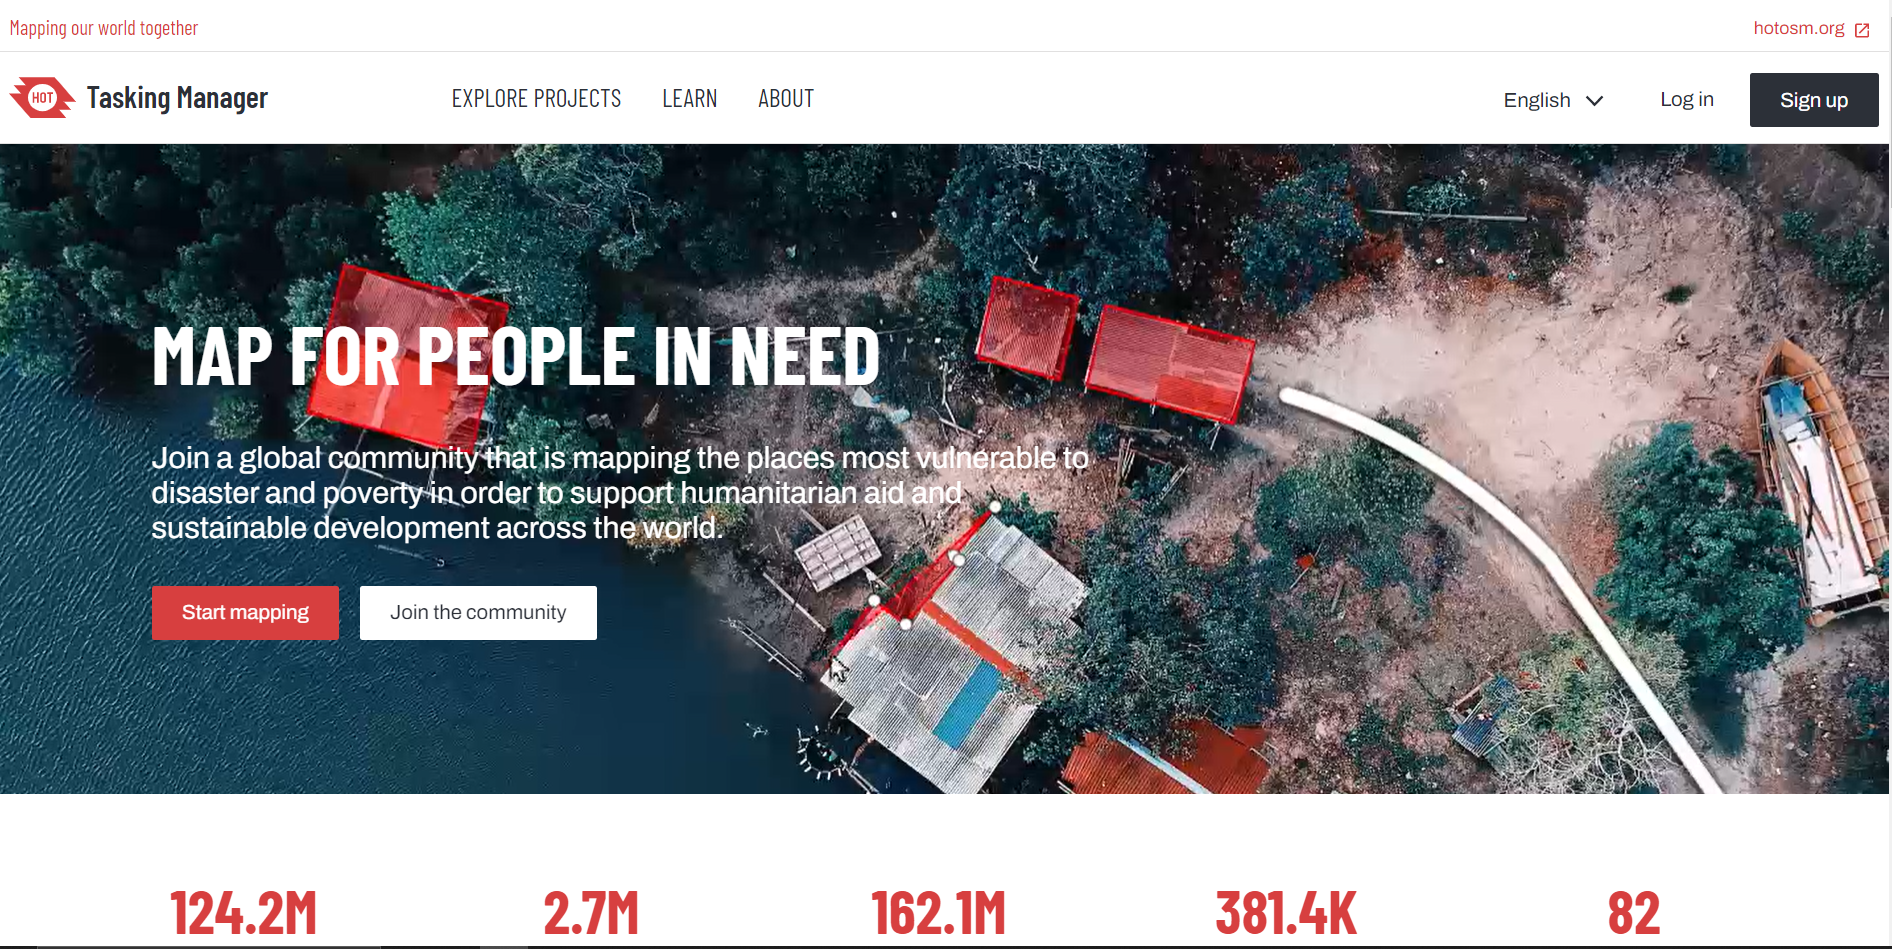 Mapping our world together
hotosm.org
HOT
Tasking Manager
EXPLORE PROJECTS
LEARN
ABOUT
English
Log in
Sign up
MAP FOR PEOPLE IN NEED
Join a global community that is mapping the places most vulnerable to
disaster and poverty in order to support humanitarian aid and
sustainable development across the world.
Start mapping
Join the community
124.2M
2.7M
162.1M
381.4K
82